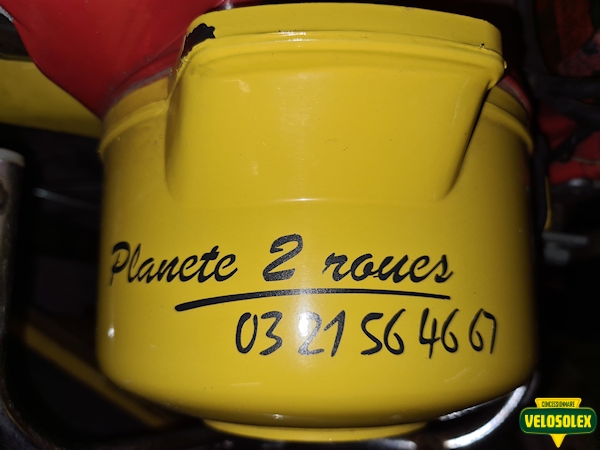 Planete 2 roues
03 21 56 46 67
CONCESSIONNAIRE
VELOSOLEX